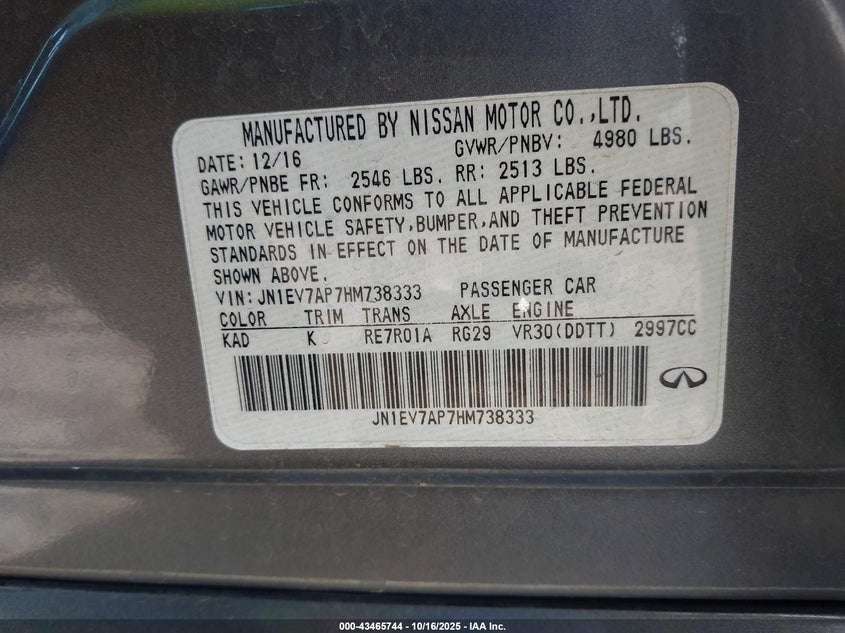 MANUFACTURED BY NISSAN MOTOR CO.,LTD.
DATE: 12/16 GVWR/PNBV: 4980 LBS.
GAWR/PNBE FR: 2546 LBS. RR: 2513 LBS.
THIS VEHICLE CONFORMS TO ALL APPLICABLE FEDERAL
MOTOR VEHICLE SAFETY,BUMPER,AND THEFT PREVENTION
STANDARDS IN EFFECT ON THE DATE OF MANUFACTURE
SHOWN ABOVE.
VIN:JN1EV7AP7HM738333 PASSENGER CAR
COLOR TRIM TRANS AXLE ENGINE
KAD K RE7R01A RG29 VR30(DDTT) 2997CC
JN1EV7AP7HM738333
000-43465744 - 10/16/2025 - IAA Inc.